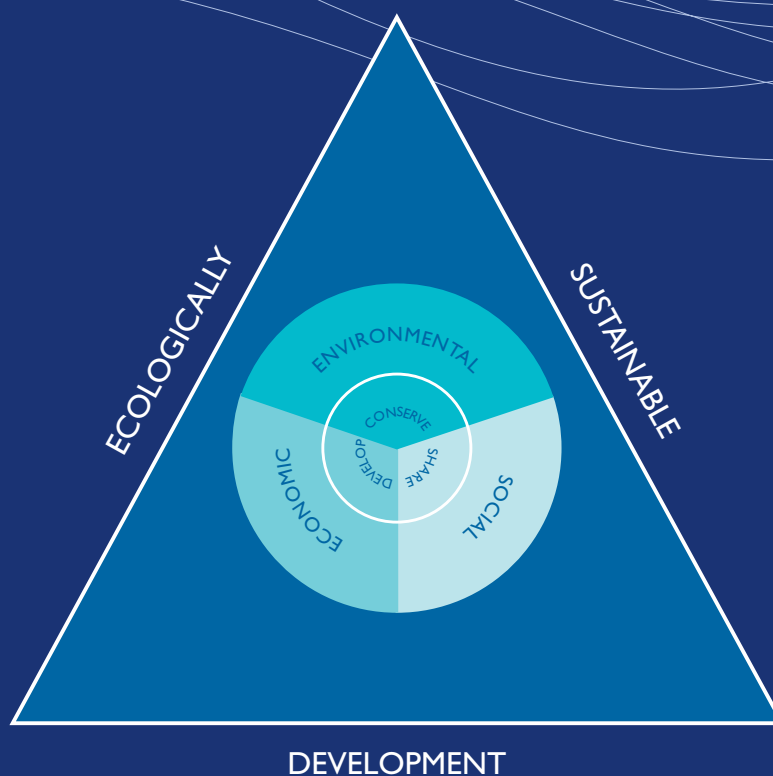 ECOLOGICALLY
SUSTAINABLE
ENVIRONMENTAL
CONSERVE
DEVELOP
SHARE
ECONOMIC
SOCIAL
DEVELOPMENT